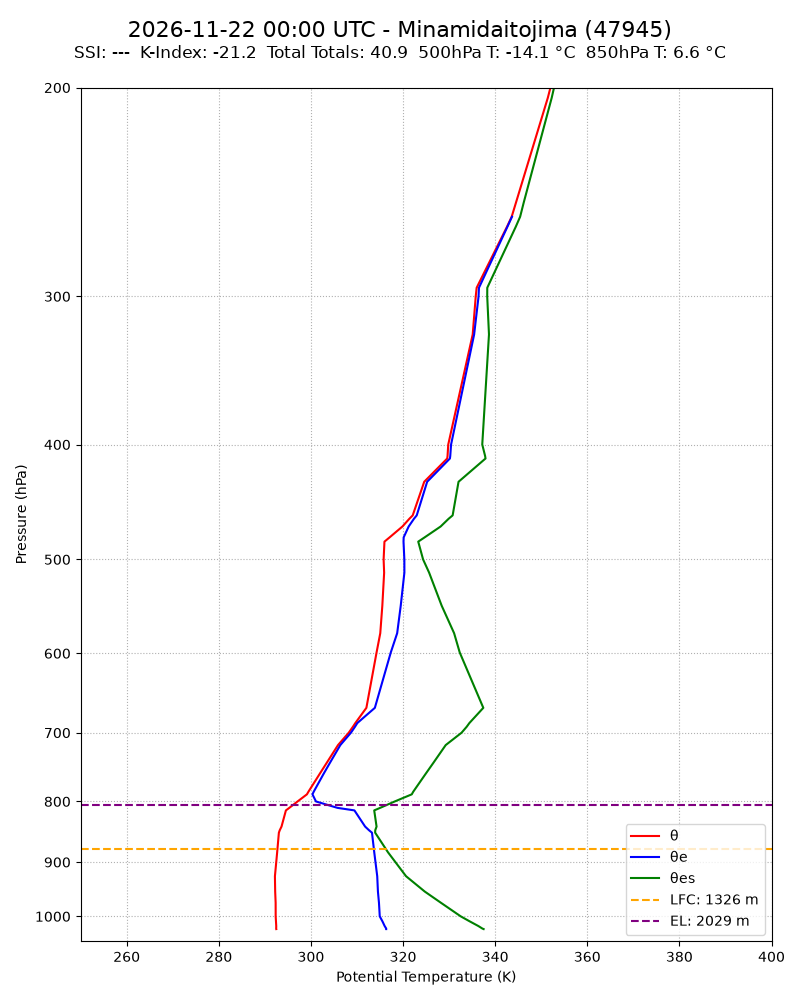 2026-11-22 00:00 UTC - Minamidaitojima (47945)
SSI: --- K-Index: -21.2 Total Totals: 40.9 500hPa T: -14.1 °C 850hPa T: 6.6 °C
200
300
400
500
600
700
800
900
1000
Pressure (hPa)
θ
θe
θes
LFC: 1326 m
EL: 2029 m
260 280 300 320 340 360 380 400
Potential Temperature (K)